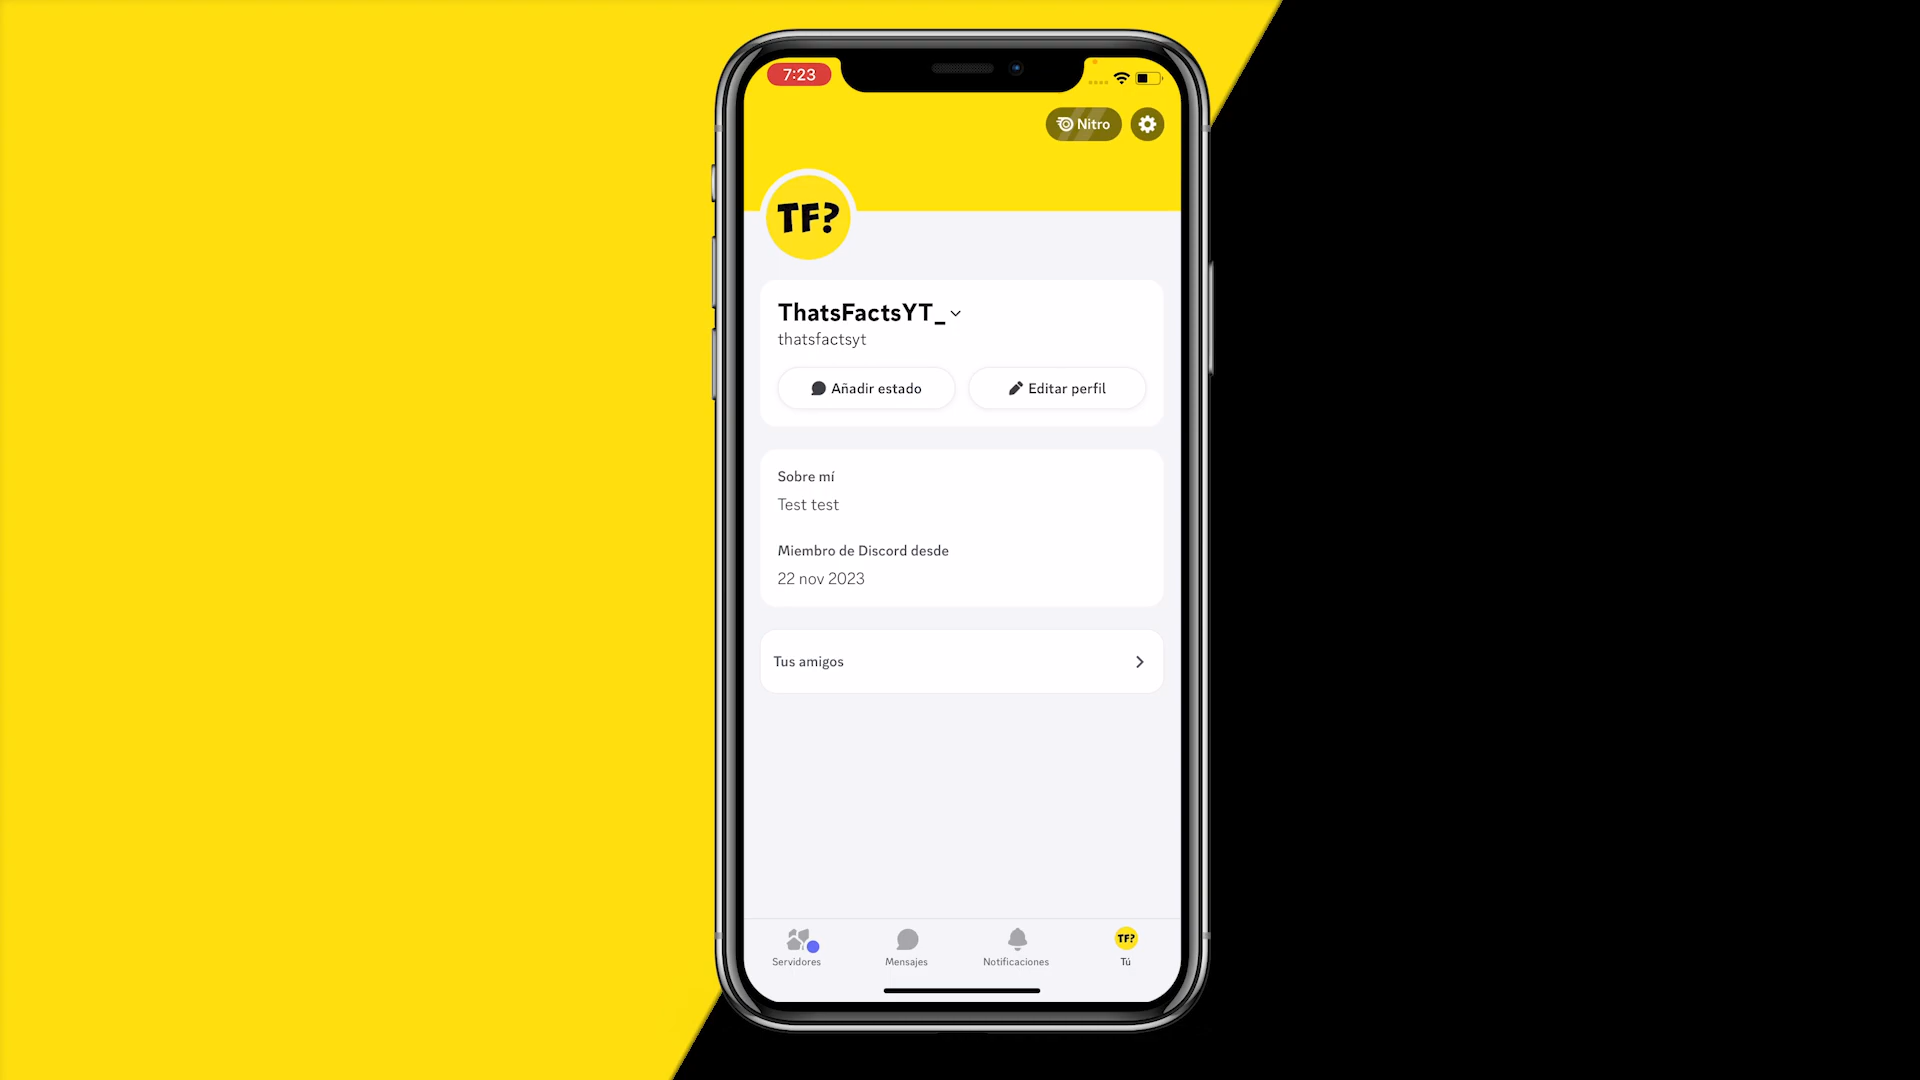 7:23
Nitro
TF?
ThatsFactsYT_
thatsfactsyt
Añadir estado
Editar perfil
Sobre mí
Test test
Miembro de Discord desde
22 nov 2023
Tus amigos
TF?
Servidores
Mensajes
Notificaciones
Tú